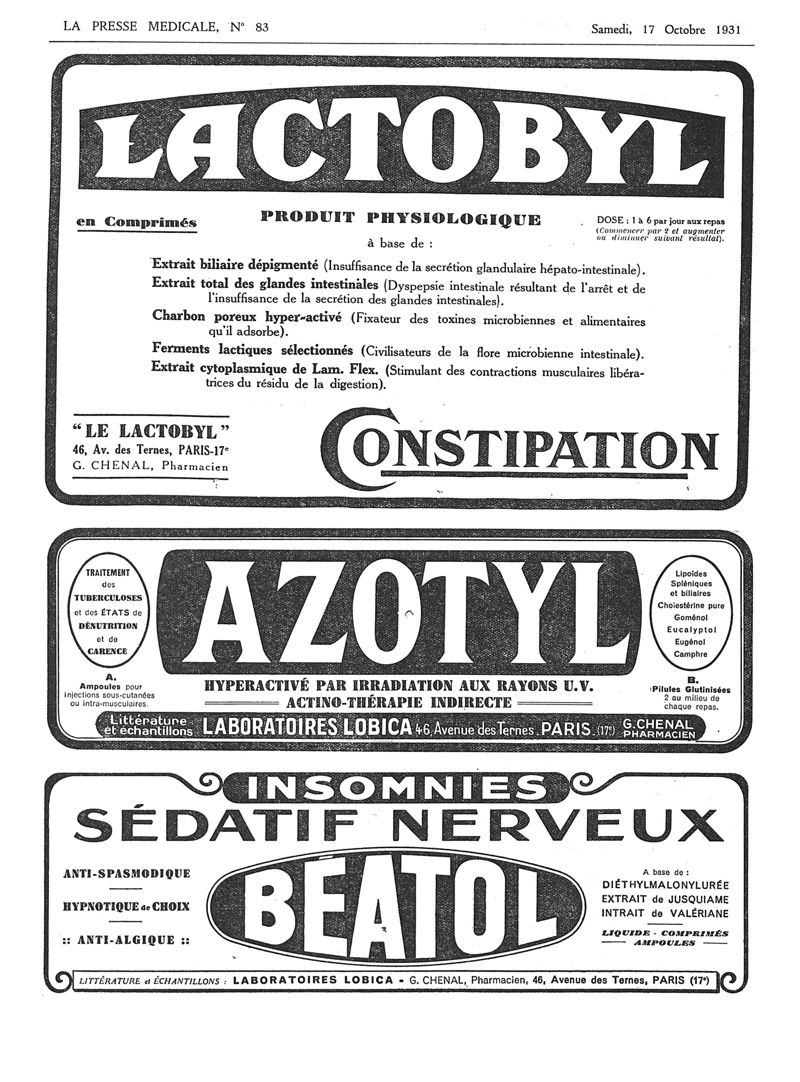 LA PRESSE MEDICALE, N° 83
Samedi, 17 Octobre 1931
LACTOBYL
en Comprimés
PRODUIT PHYSIOLOGIQUE
à base de :
DOSE : 1 à 6 par jour aux repas
(Commencer par 2 et augmenter
ou diminuer suivant résultat).
Extrait biliaire dépigmenté (Insuffisance de la secrétion glandulaire hépato-intestinale).
Extrait total des glandes intestinales (Dyspepsie intestinale résultant de l'arrêt et de
l'insuffisance de la secrétion des glandes intestinales).
Charbon poreux hyper-activé (Fixateur des toxines microbiennes et alimentaires
qu'il adsorbe).
Ferments lactiques sélectionnés (Civilisateurs de la flore microbienne intestinale).
Extrait cytoplasmique de Lam. Flex. (Stimulant des contractions musculaires libéra-
trices du résidu de la digestion).
"LE LACTOBYL"
46, Av. des Ternes, PARIS-17e
G. CHENAL, Pharmacien
CONSTIPATION
TRAITEMENT
des
TUBERCULOSES
et des ÉTATS de
DÉNUTRITION
et de
CARENCE
A.
Ampoules pour
injections sous-cutanées
ou intra-musculaires.
AZOTYL
HYPERACTIVÉ PAR IRRADIATION AUX RAYONS U.V.
ACTINO-THÉRAPIE INDIRECTE
Lipoïdes
Spléniques
et biliaires
Cholestérine pure
Goménol
Eucalyptol
Eugénol
Camphre
B.
Pilules Glutinisées
2 au milieu de
chaque repas.
Littérature
et échantillons
LABORATOIRES LOBICA 46, Avenue des Ternes, PARIS (17e)
G. CHENAL
PHARMACIEN
INSOMNIES
SÉDATIF NERVEUX
ANTI-SPASMODIQUE
HYPNOTIQUE de CHOIX
:: ANTI-ALGIQUE ::
BÉATOL
A base de :
DIÉTHYLMALONYLURÉE
EXTRAIT de JUSQUIAME
INTRAIT de VALÉRIANE
LIQUIDE - COMPRIMÉS
AMPOULES
LITTÉRATURE et ÉCHANTILLONS : LABORATOIRES LOBICA - G. CHENAL, Pharmacien, 46, Avenue des Ternes, PARIS (17e)